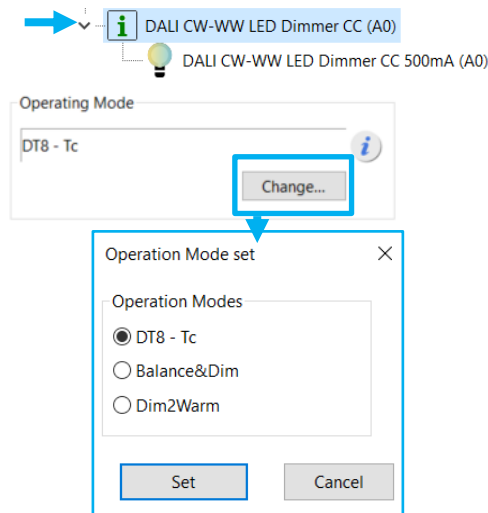 DALI CW-WW LED Dimmer CC (A0)
DALI CW-WW LED Dimmer CC 500mA (A0)
Operating Mode
DT8 - Tc
Change...
Operation Mode set
Operation Modes
DT8 - Tc
Balance&Dim
Dim2Warm
Set Cancel